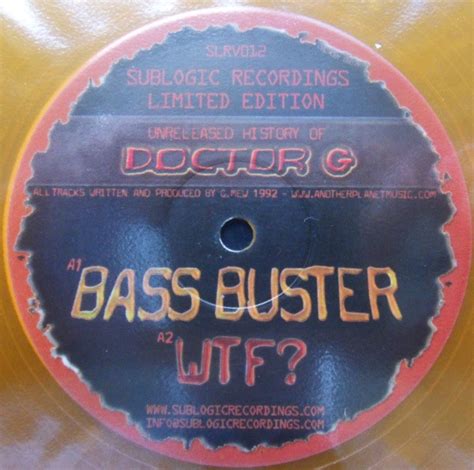 SLRV012
SUBLOGIC RECORDINGS
LIMITED EDITION
UNRELEASED HISTORY OF
DOCTOR G
ALL TRACKS WRITTEN AND PRODUCED BY G.MEW 1992 - WWW.ANOTHERPLANETMUSIC.COM
A1 BASS BUSTER
A2 WTF?
WWW.SUBLOGICRECORDINGS.COM
INFO@SUBLOGICRECORDINGS.COM